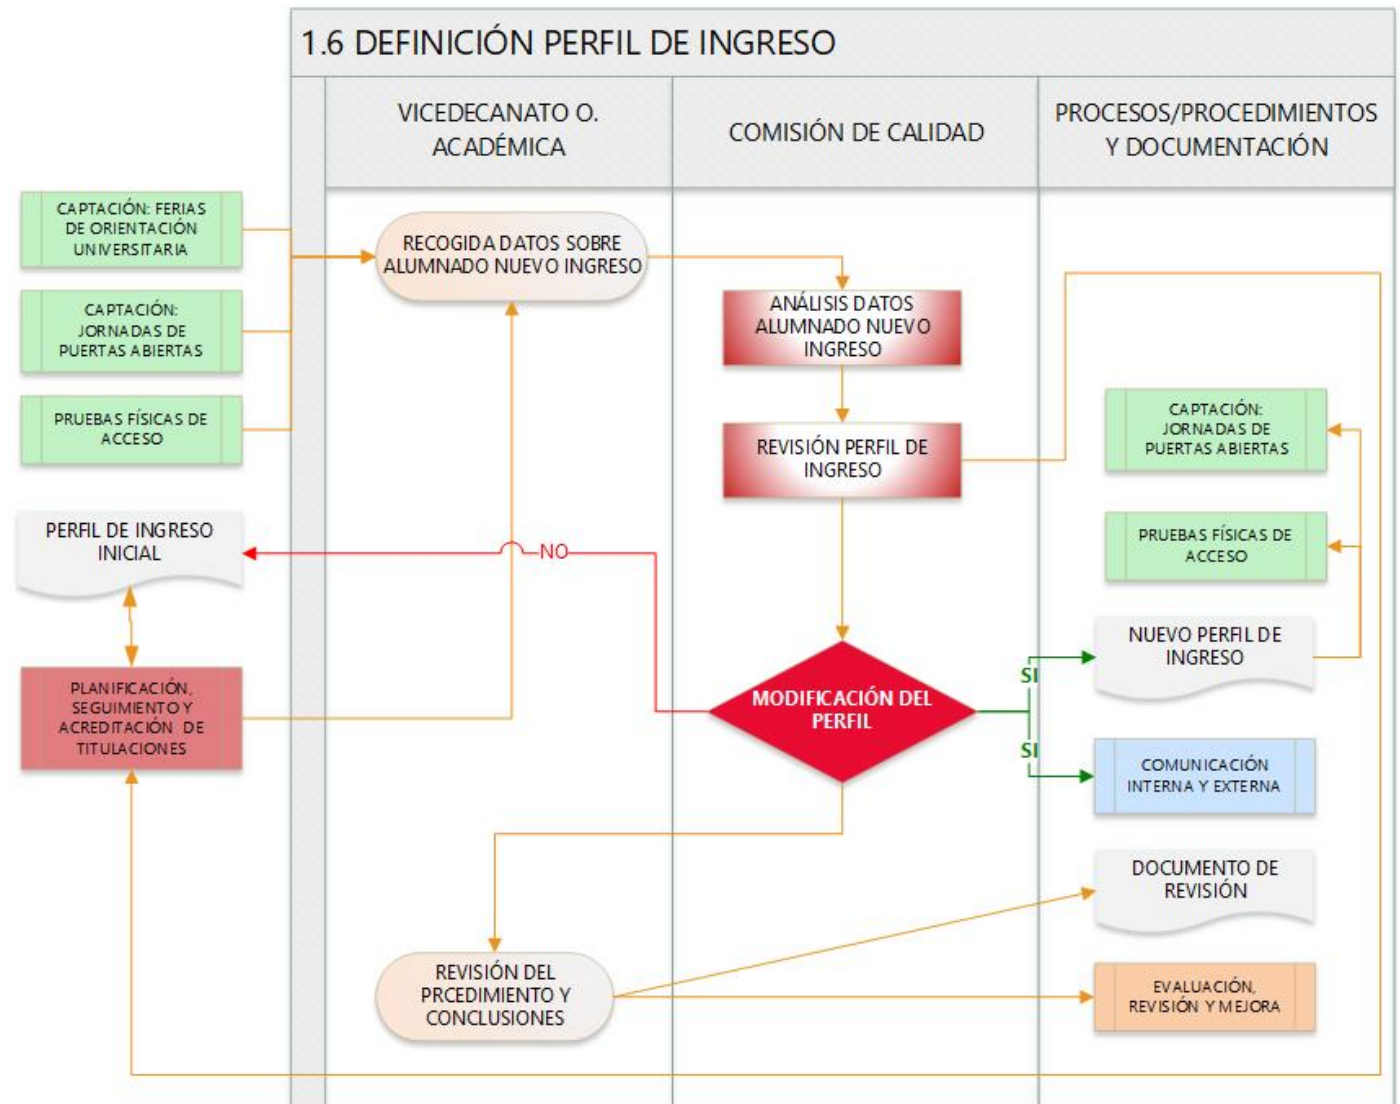 1.6 DEFINICIÓN PERFIL DE INGRESO
VICEDECANATO O.
ACADÉMICA
COMISIÓN DE CALIDAD
PROCESOS/PROCEDIMIENTOS
Y DOCUMENTACIÓN
CAPTACIÓN: FERIAS
DE ORIENTACIÓN
UNIVERSITARIA
CAPTACIÓN:
JORNADAS DE
PUERTAS ABIERTAS
PRUEBAS FÍSICAS DE
ACCESO
PERFIL DE INGRESO
INICIAL
PLANIFICACIÓN,
SEGUIMIENTO Y
ACREDITACIÓN DE
TITULACIONES
RECOGIDA DATOS SOBRE
ALUMNADO NUEVO INGRESO
ANÁLISIS DATOS
ALUMNADO NUEVO
INGRESO
REVISIÓN PERFIL DE
INGRESO
NO
MODIFICACIÓN DEL
PERFIL
SI
SI
CAPTACIÓN:
JORNADAS DE
PUERTAS ABIERTAS
PRUEBAS FÍSICAS DE
ACCESO
NUEVO PERFIL DE
INGRESO
COMUNICACIÓN
INTERNA Y EXTERNA
DOCUMENTO DE
REVISIÓN
REVISIÓN DEL
PRCEDIMIENTO Y
CONCLUSIONES
EVALUACIÓN,
REVISIÓN Y MEJORA